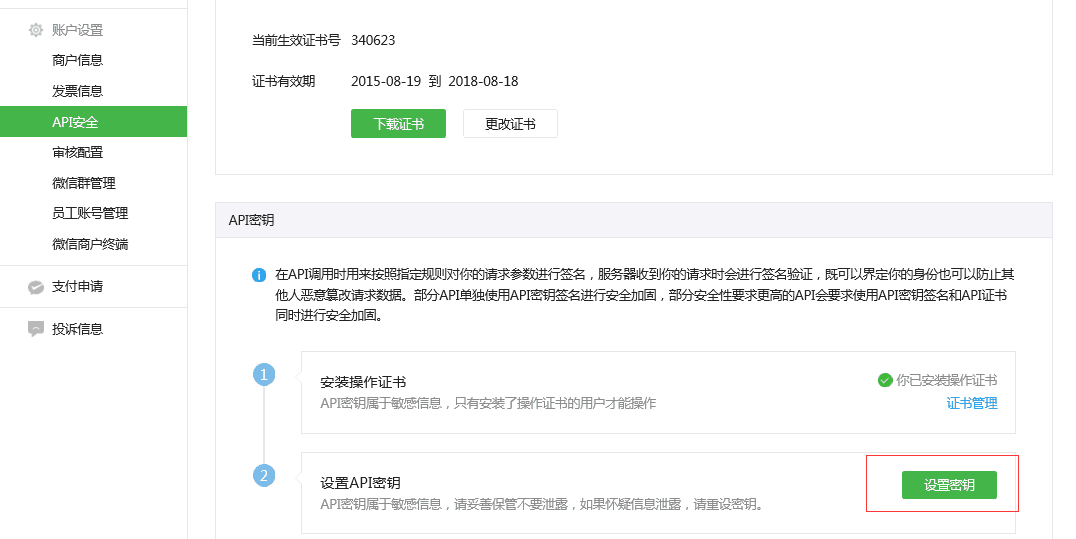 账户设置
商户信息
发票信息
API安全
审核配置
微信群管理
员工账号管理
微信商户终端
支付申请
投诉信息
当前生效证书号 340623
证书有效期 2015-08-19 到 2018-08-18
下载证书 更改证书
API密钥
在API调用时用来按照指定规则对你的请求参数进行签名，服务器收到你的请求时会进行签名验证，既可以界定你的身份也可以防止其
他人恶意篡改请求数据。部分API单独使用API密钥签名进行安全加固，部分安全性要求更高的API会要求使用API密钥签名和API证书
同时进行安全加固。
1
安装操作证书
你已安装操作证书
API密钥属于敏感信息，只有安装了操作证书的用户才能操作
证书管理
2
设置API密钥
设置密钥
API密钥属于敏感信息，请妥善保管不要泄露，如果怀疑信息泄露，请重设密钥。